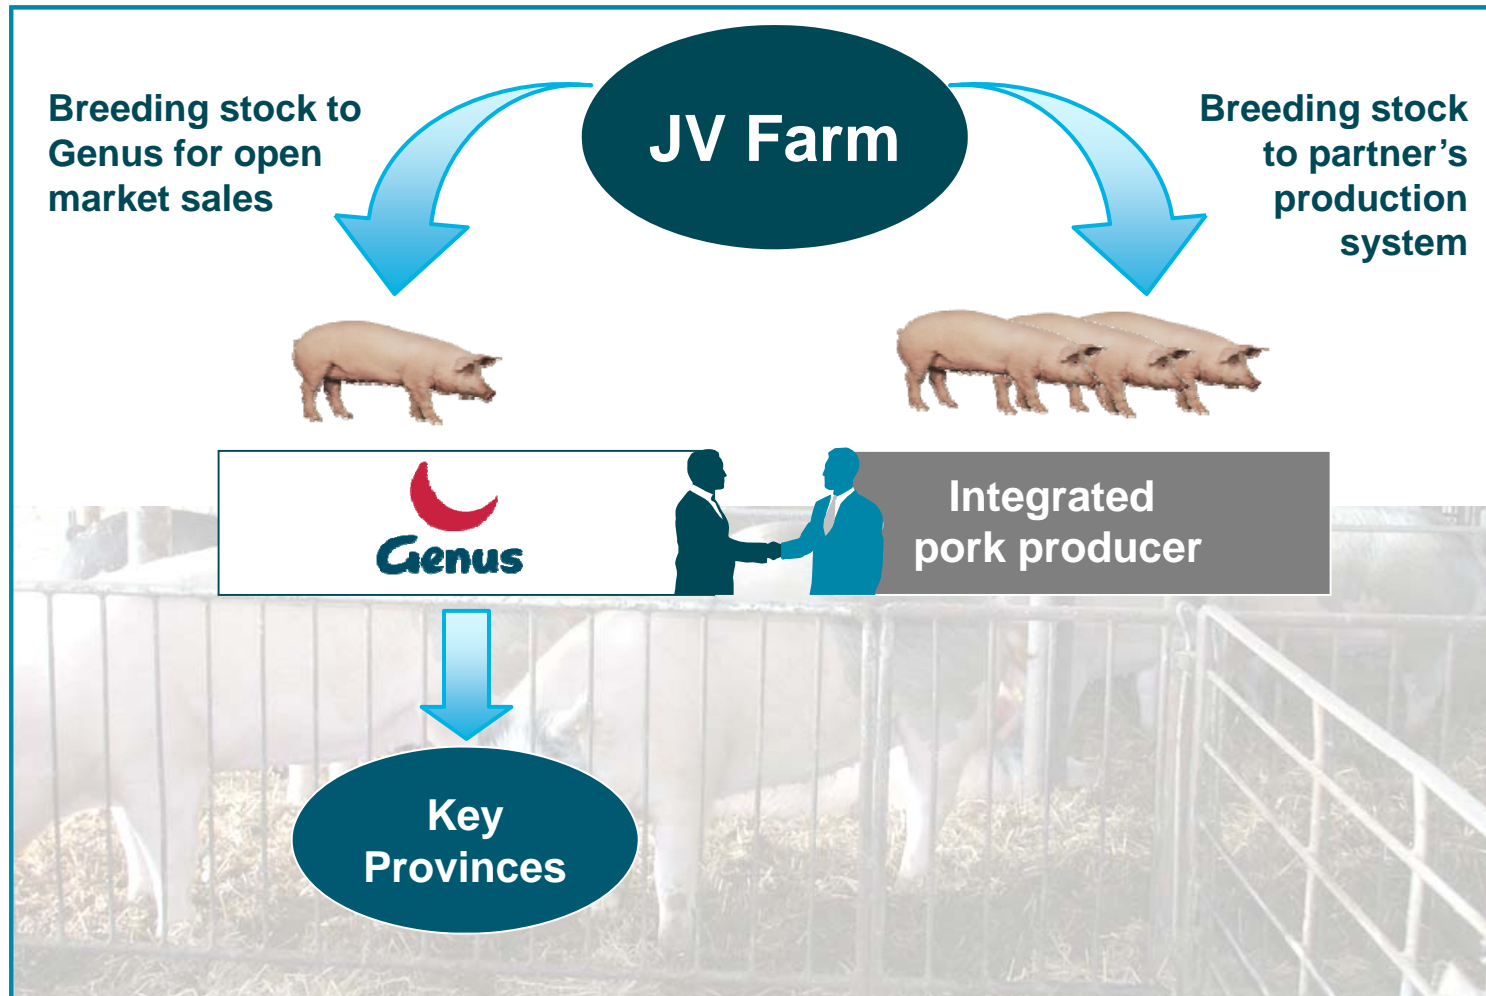 Breeding stock to
Genus for open
market sales
JV Farm
Breeding stock
to partner’s
production
system
Genus
Integrated
pork producer
Key
Provinces